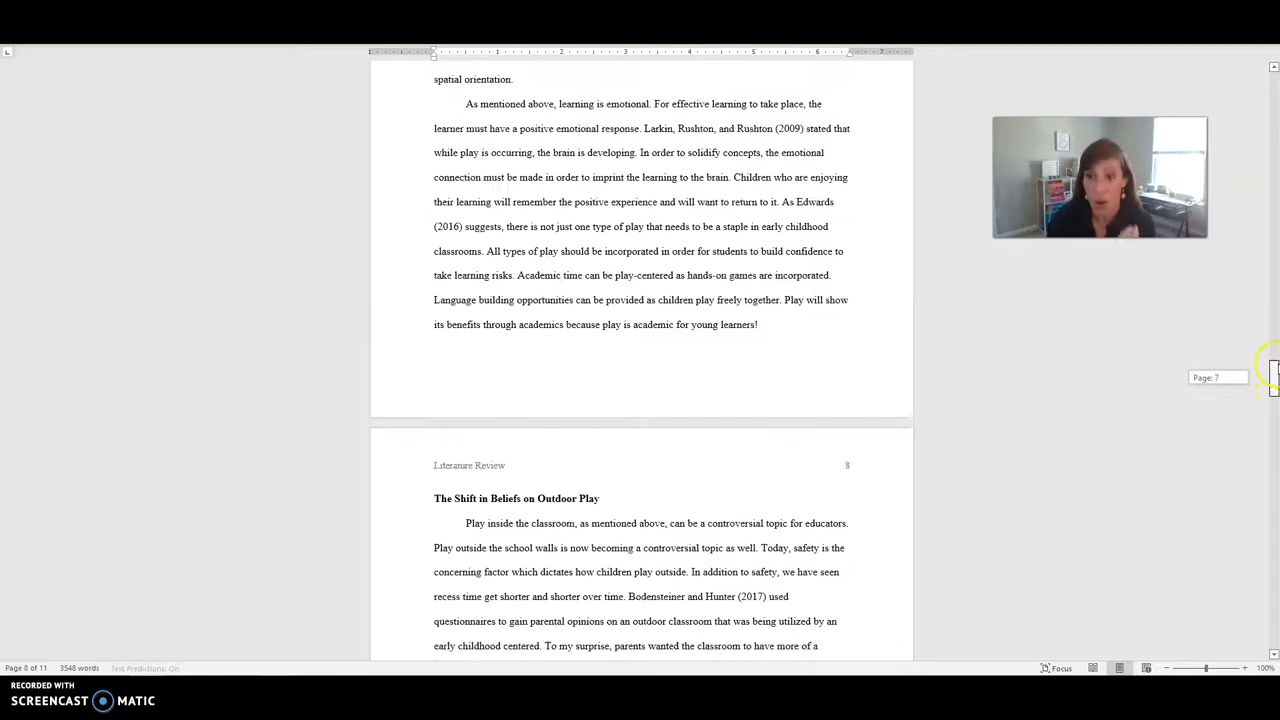 1 1 2 3 4 5 6 7
spatial orientation.
As mentioned above, learning is emotional. For effective learning to take place, the
learner must have a positive emotional response. Larkin, Rushton, and Rushton (2009) stated that
while play is occurring, the brain is developing. In order to solidify concepts, the emotional
connection must be made in order to imprint the learning to the brain. Children who are enjoying
their learning will remember the positive experience and will want to return to it. As Edwards
(2016) suggests, there is not just one type of play that needs to be a staple in early childhood
classrooms. All types of play should be incorporated in order for students to build confidence to
take learning risks. Academic time can be play-centered as hands-on games are incorporated.
Language building opportunities can be provided as children play freely together. Play will show
its benefits through academics because play is academic for young learners!
Page: 7
Literature Review 8
The Shift in Beliefs on Outdoor Play
Play inside the classroom, as mentioned above, can be a controversial topic for educators.
Play outside the school walls is now becoming a controversial topic as well. Today, safety is the
concerning factor which dictates how children play outside. In addition to safety, we have seen
recess time get shorter and shorter over time. Bodensteiner and Hunter (2017) used
questionnaires to gain parental opinions on an outdoor classroom that was being utilized by an
early childhood centered. To my surprise, parents wanted the classroom to have more of a
Page 8 of 11 3548 words Text Predictions: On Focus 100%
RECORDED WITH
SCREENCAST MATIC